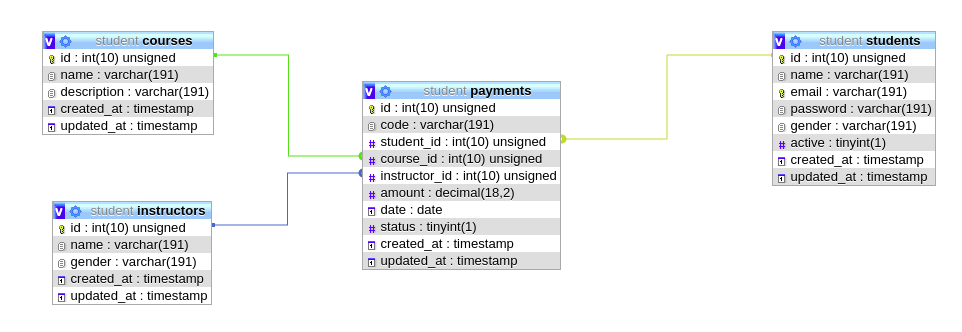 student courses
id : int(10) unsigned
name : varchar(191)
description : varchar(191)
created_at : timestamp
updated_at : timestamp
student instructors
id : int(10) unsigned
name : varchar(191)
gender : varchar(191)
created_at : timestamp
updated_at : timestamp
student payments
id : int(10) unsigned
code : varchar(191)
student_id : int(10) unsigned
course_id : int(10) unsigned
instructor_id : int(10) unsigned
amount : decimal(18,2)
date : date
status : tinyint(1)
created_at : timestamp
updated_at : timestamp
student students
id : int(10) unsigned
name : varchar(191)
email : varchar(191)
password : varchar(191)
gender : varchar(191)
active : tinyint(1)
created_at : timestamp
updated_at : timestamp